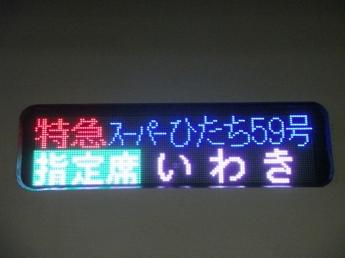 特急スーパーひたち59号
指定席 いわき